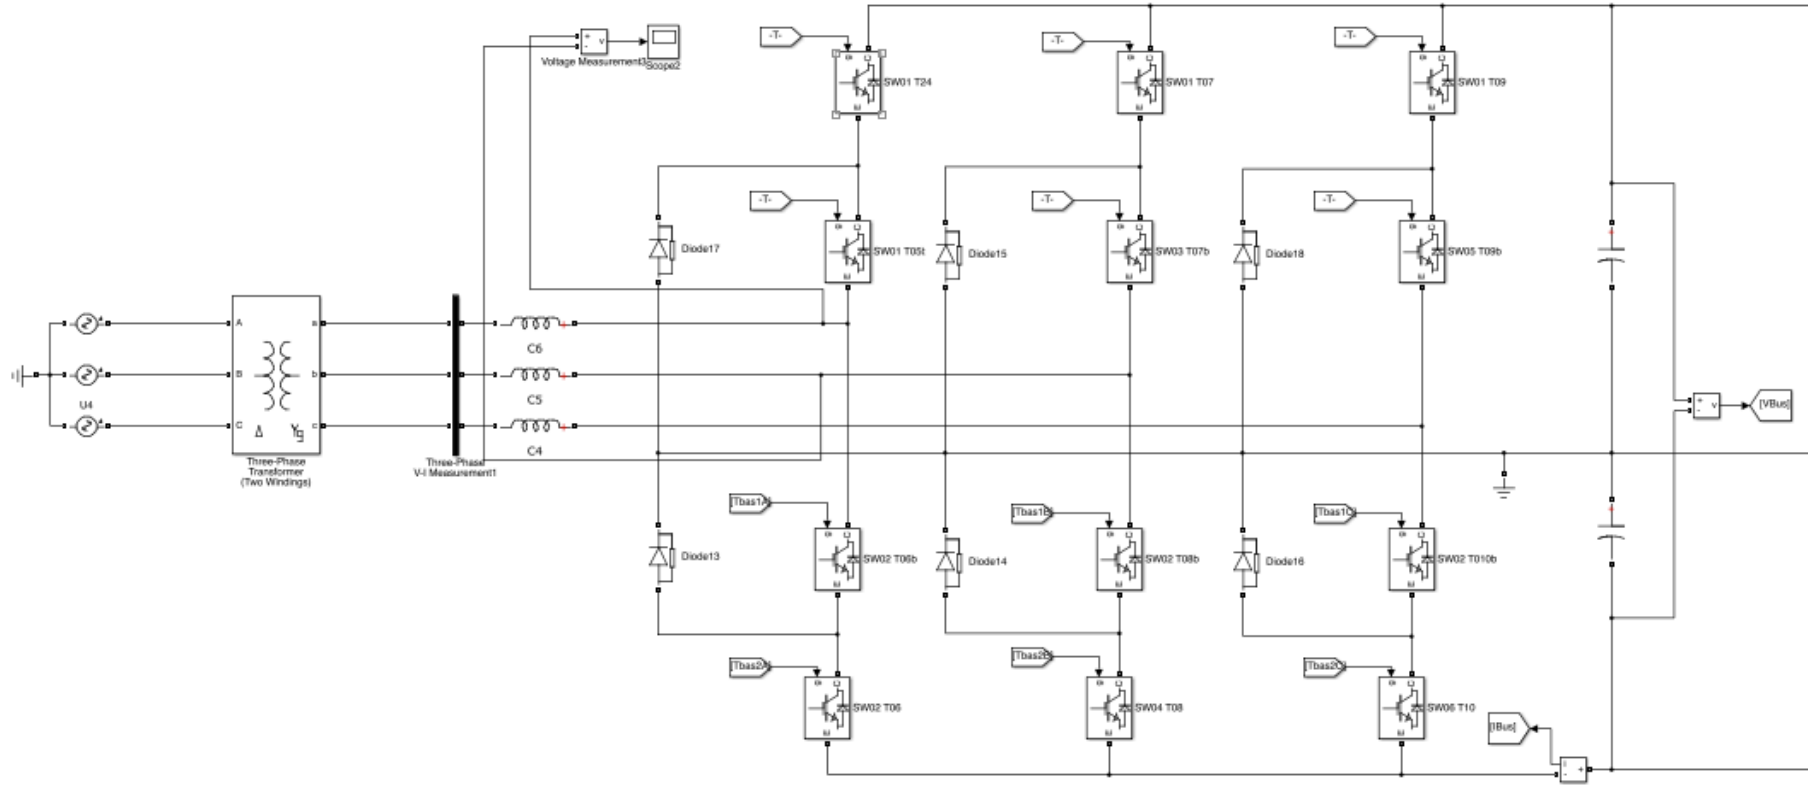 -T-
-T-
-T-
+
-
v
Voltage Measurement3
Scope2
SW01 T24
SW01 T07
SW01 T09
-T-
-T-
-T-
Diode17
SW01 T05t
Diode15
SW03 T07b
Diode18
SW05 T09b
A
a
C6
B
b
C5
U4
C
c
Δ
Yg
C4
+
-
v
[VBus]
Three-Phase
Transformer
(Two Windings)
Three-Phase
V-I Measurement1
[Tbas1A]
[Tbas1B]
[Tbas1C]
Diode13
SW02 T06b
Diode14
SW02 T08b
Diode16
SW02 T010b
[Tbas2A]
[Tbas2B]
[Tbas2C]
SW02 T06
SW04 T08
SW06 T10
[IBus]
i
-
+